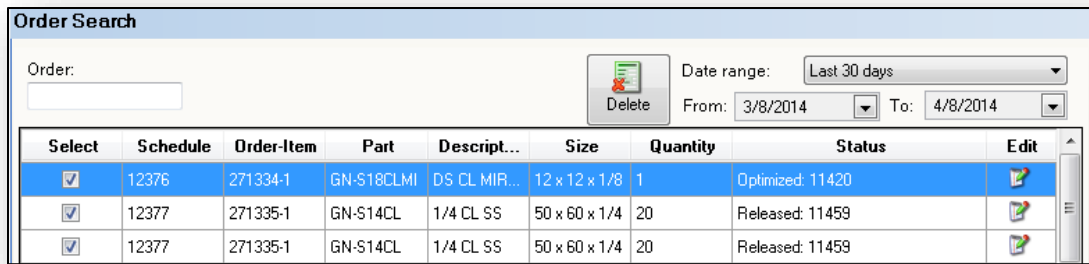 Order Search
Order:
Delete
Date range: Last 30 days
From: 3/8/2014 To: 4/8/2014
Select Schedule Order-Item Part Descript... Size Quantity Status Edit
12376 271334-1 GN-S18CLMI DS CL MIR... 12 x 12 x 1/8 1 Optimized: 11420
12377 271335-1 GN-S14CL 1/4 CL SS 50 x 60 x 1/4 20 Released: 11459
12377 271335-1 GN-S14CL 1/4 CL SS 50 x 60 x 1/4 20 Released: 11459